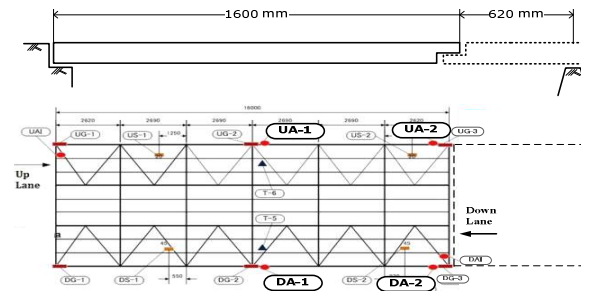 1600 mm 620 mm
16000
2620 2690 2690 2690 2690 2620
UAI UG-1 US-1 1250 UG-2 UA-1 US-2 UA-2 UG-3
Up
Lane
T-6
Down
Lane
T-5
a
45 45
DAI
DG-1 DS-1 550 DG-2 DA-1 DS-2 DA-2 DG-3